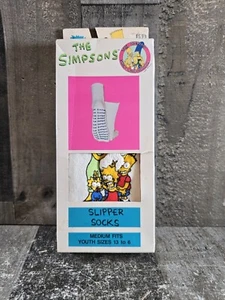 THE
SIMPSONS
SLIPPER
SOCKS
MEDIUM FITS
YOUTH SIZES 13 to 6